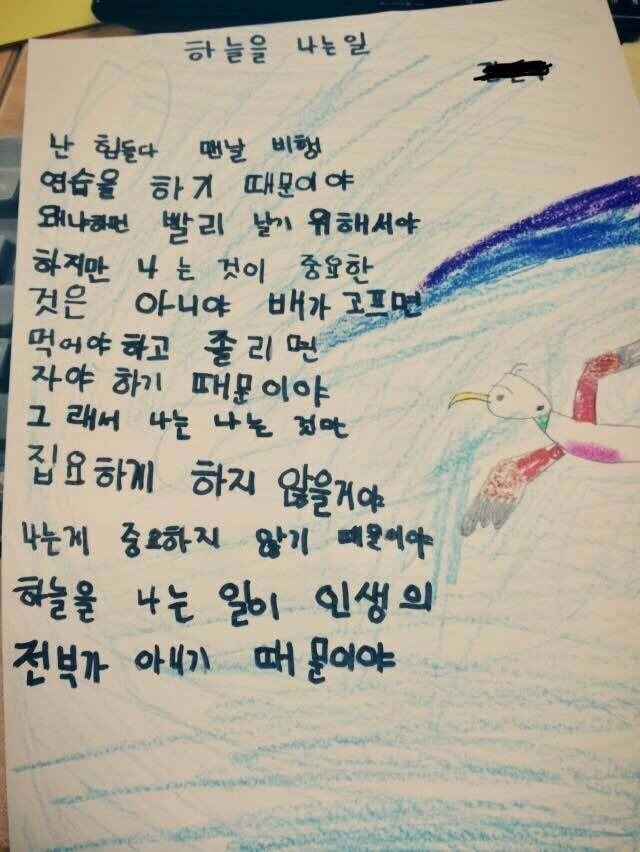 하늘을 나는일
난 힘들다 맨날 비행
연습을 하기 때문이야
왜냐하면 빨리 날기 위해서야
하지만 나는 것이 중요한
것은 아니야 배가 고프면
먹어야하고 졸리면
자야 하기 때문이야
그래서 나는 나는 것만
집요하게 하지 않을거야
나는게 중요하지 않기 때문이야
하늘을 나는 일이 인생의
전부가 아니기 때문이야